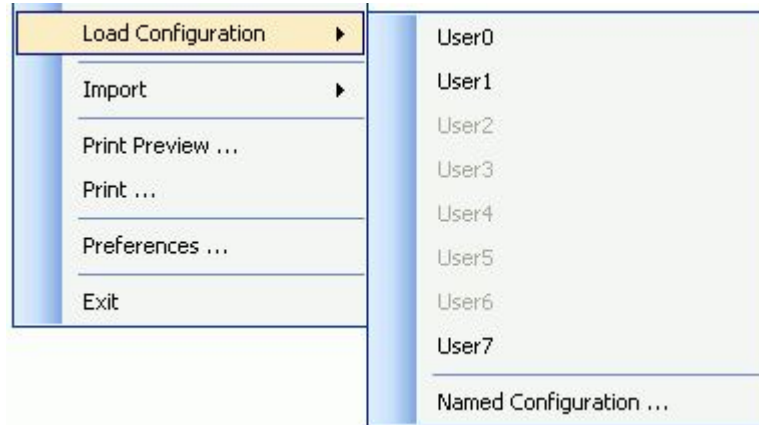 Load Configuration
Import
Print Preview ...
Print ...
Preferences ...
Exit
User0
User1
User2
User3
User4
User5
User6
User7
Named Configuration ...